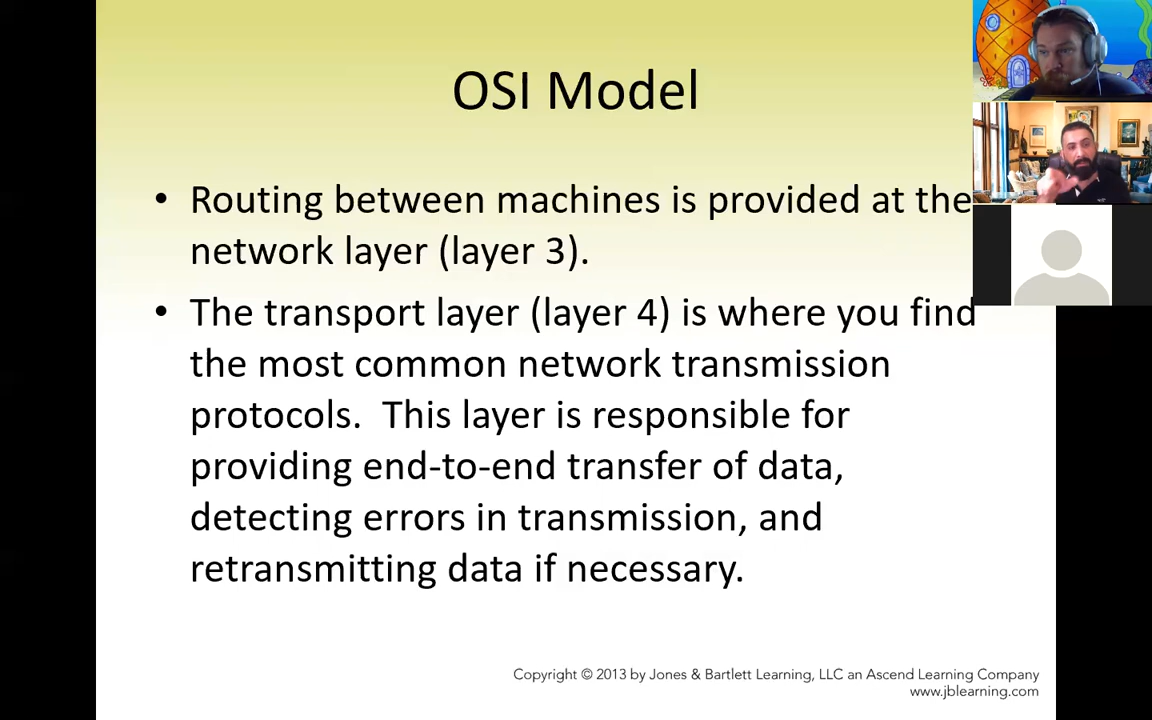 OSI Model
• Routing between machines is provided at the
network layer (layer 3).
• The transport layer (layer 4) is where you find
the most common network transmission
protocols.  This layer is responsible for
providing end-to-end transfer of data,
detecting errors in transmission, and
retransmitting data if necessary.
Copyright © 2013 by Jones & Bartlett Learning, LLC an Ascend Learning Company
www.jblearning.com